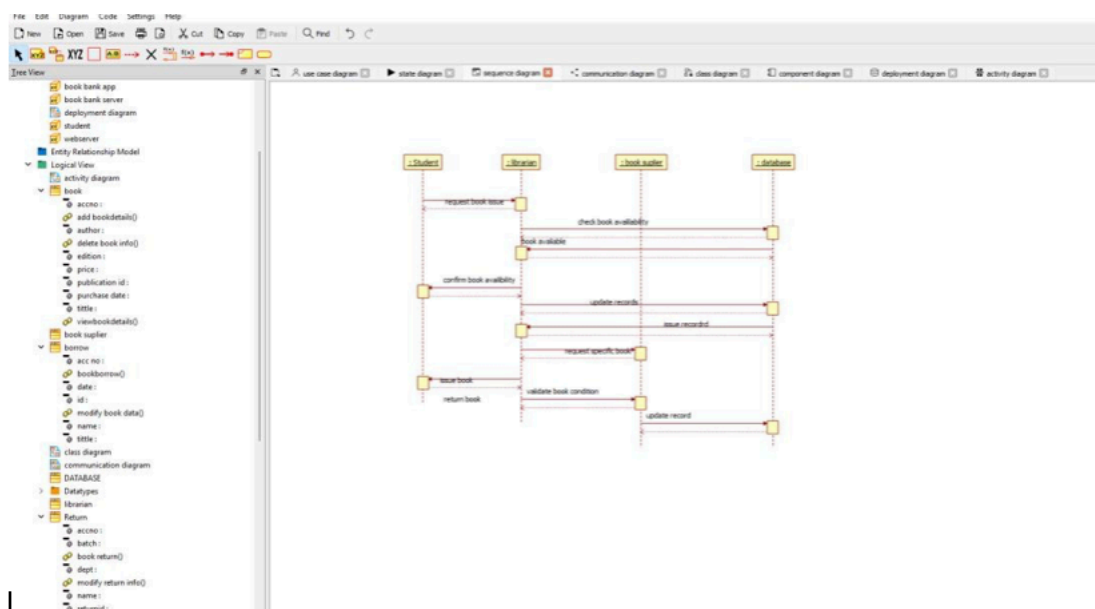 File Edit Diagram Code Settings Help
New Open Save Cut Copy Paste Find
XYZ A:B
Tree View
use case diagram state diagram sequence diagram communication diagram class diagram component diagram deployment diagram activity diagram
book bank app
book bank server
deployment diagram
student
webserver
Entity Relationship Model
Logical View
activity diagram
book
accno :
add bookdetails()
author :
delete book info()
edition :
price :
publication id :
purchase date :
tittle :
viewbookdetails()
book suplier
borrow
acc no :
bookborrow()
date :
id :
modify book data()
name :
tittle :
class diagram
communication diagram
DATABASE
Datatypes
librarian
Return
accno :
batch :
book return()
dept :
modify return info()
name :
returnid :
: Student : librarian : book suplier : database
request book issue
check book availability
book available
confirm book availibility
update records
issue recordrd
request specific book
issue book
validate book condition
return book
update record